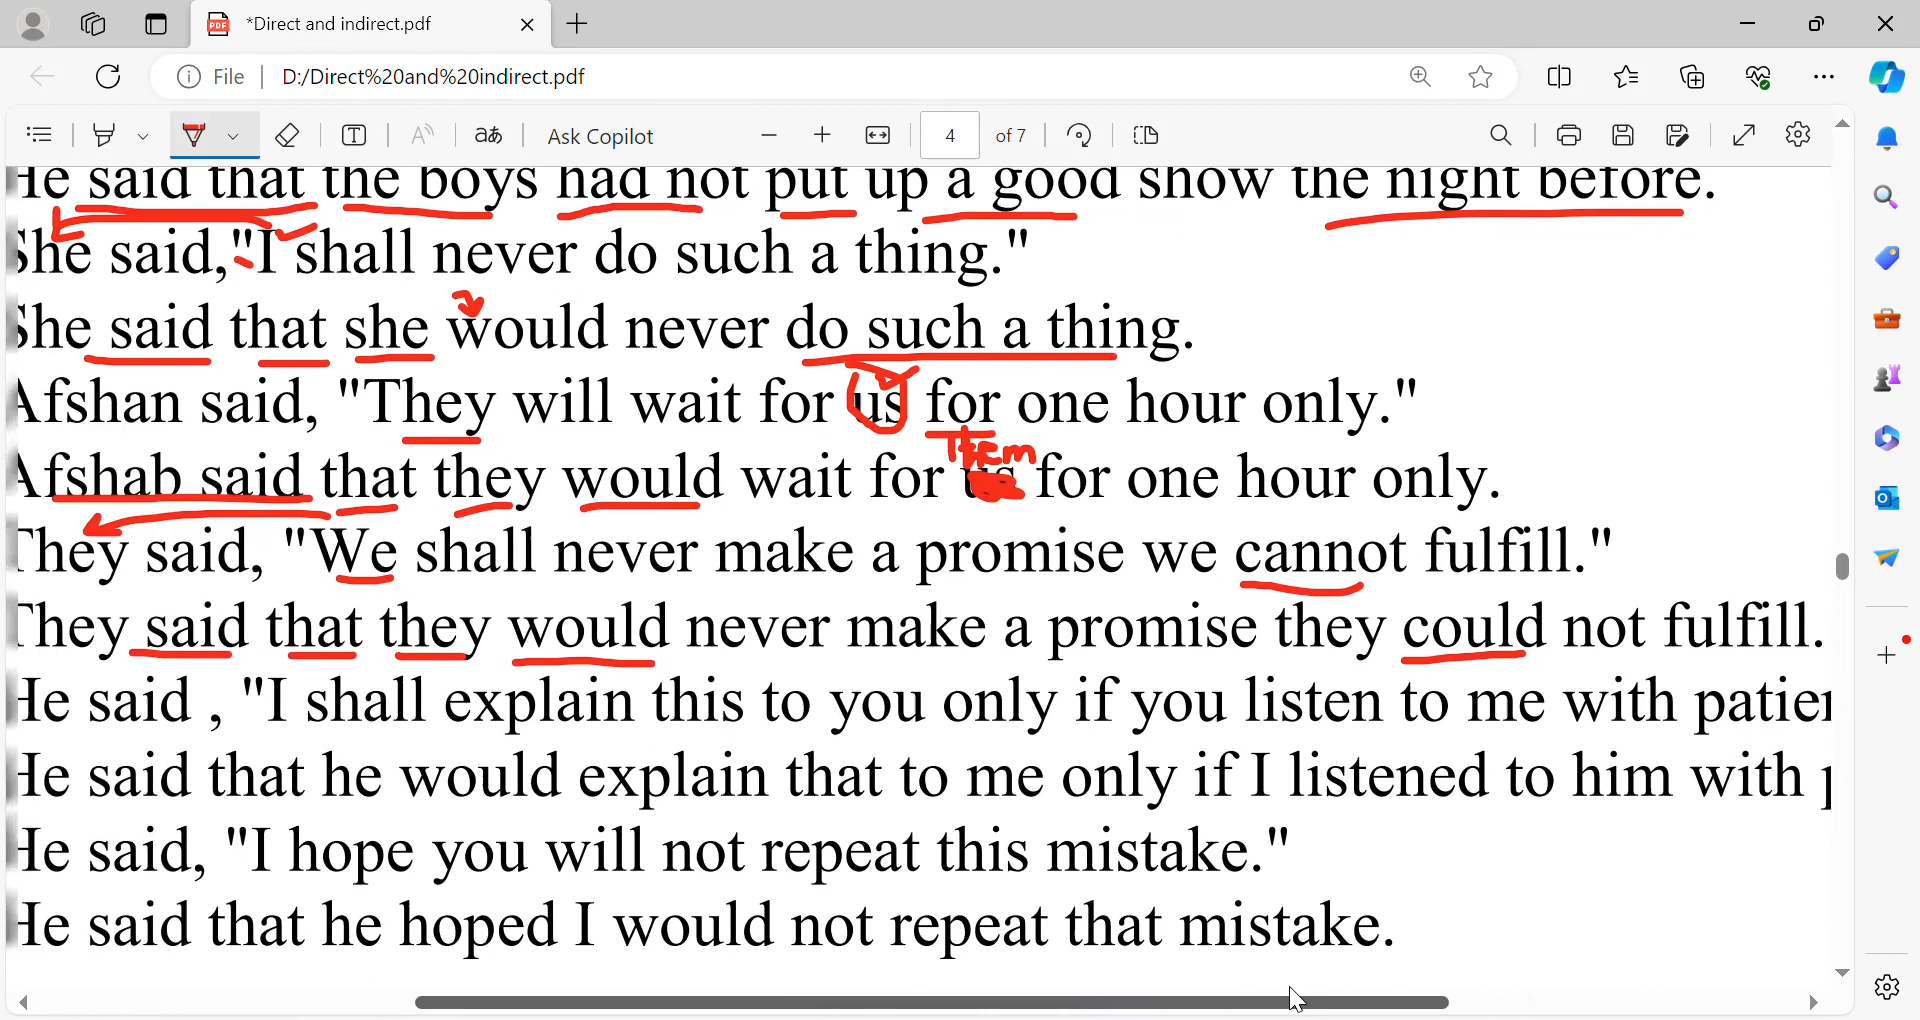 *Direct and indirect.pdf
File D:/Direct%20and%20indirect.pdf
Ask Copilot 4 of 7
He said that the boys had not put up a good show the night before.
She said,"I shall never do such a thing."
She said that she would never do such a thing.
Afshan said, "They will wait for us for one hour only."
Them
Afshab said that they would wait for us for one hour only.
They said, "We shall never make a promise we cannot fulfill."
They said that they would never make a promise they could not fulfill.
He said , "I shall explain this to you only if you listen to me with patien
He said that he would explain that to me only if I listened to him with p
He said, "I hope you will not repeat this mistake."
He said that he hoped I would not repeat that mistake.